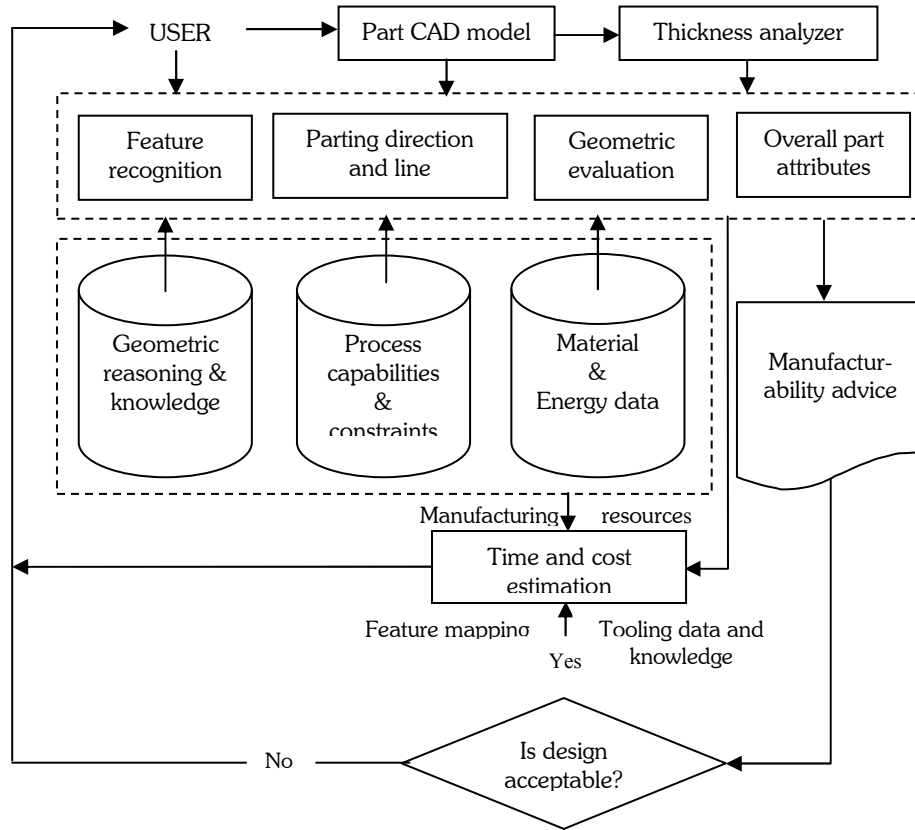 USER
Part CAD model
Thickness analyzer
Feature
recognition
Parting direction
and line
Geometric
evaluation
Overall part
attributes
Geometric
reasoning &
knowledge
Process
capabilities
&
constraints
Material
&
Energy data
Manufactur-
ability advice
Manufacturing resources
Time and cost
estimation
Feature mapping
Tooling data and
knowledge
Yes
Is design
acceptable?
No